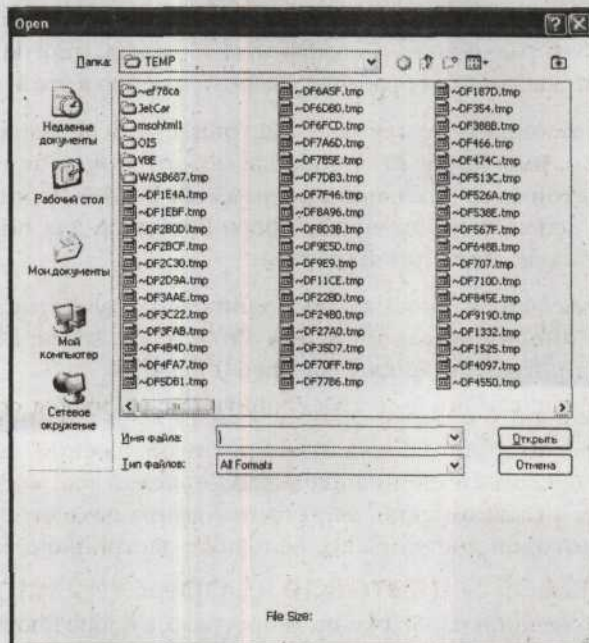 Open
Папка:
TEMP
Недавние документы
Рабочий стол
Мои документы
Мой компьютер
Сетевое окружение
~ef78ca
JetCar
msohtml1
OIS
VBE
WAS8687.tmp
~DF1E4A.tmp
~DF1EBF.tmp
~DF2B0D.tmp
~DF2BCF.tmp
~DF2C30.tmp
~DF2D9A.tmp
~DF3AAE.tmp
~DF3C22.tmp
~DF3FAB.tmp
~DF4B4D.tmp
~DF4FA7.tmp
~DF5DB1.tmp
~DF6A5F.tmp
~DF6DB0.tmp
~DF6FCD.tmp
~DF7A6D.tmp
~DF7B5E.tmp
~DF7DB3.tmp
~DF7F46.tmp
~DF8A96.tmp
~DF8D3B.tmp
~DF9E5D.tmp
~DF9E9.tmp
~DF11CE.tmp
~DF22BD.tmp
~DF24B0.tmp
~DF27A0.tmp
~DF35D7.tmp
~DF70FF.tmp
~DF77B6.tmp
~DF187D.tmp
~DF354.tmp
~DF388B.tmp
~DF466.tmp
~DF474C.tmp
~DF513C.tmp
~DF526A.tmp
~DF538E.tmp
~DF567F.tmp
~DF648B.tmp
~DF707.tmp
~DF710D.tmp
~DF845E.tmp
~DF919D.tmp
~DF1332.tmp
~DF1525.tmp
~DF4097.tmp
~DF4550.tmp
Имя файла:
Открыть
Тип файлов:
All Formats
Отмена
File Size: